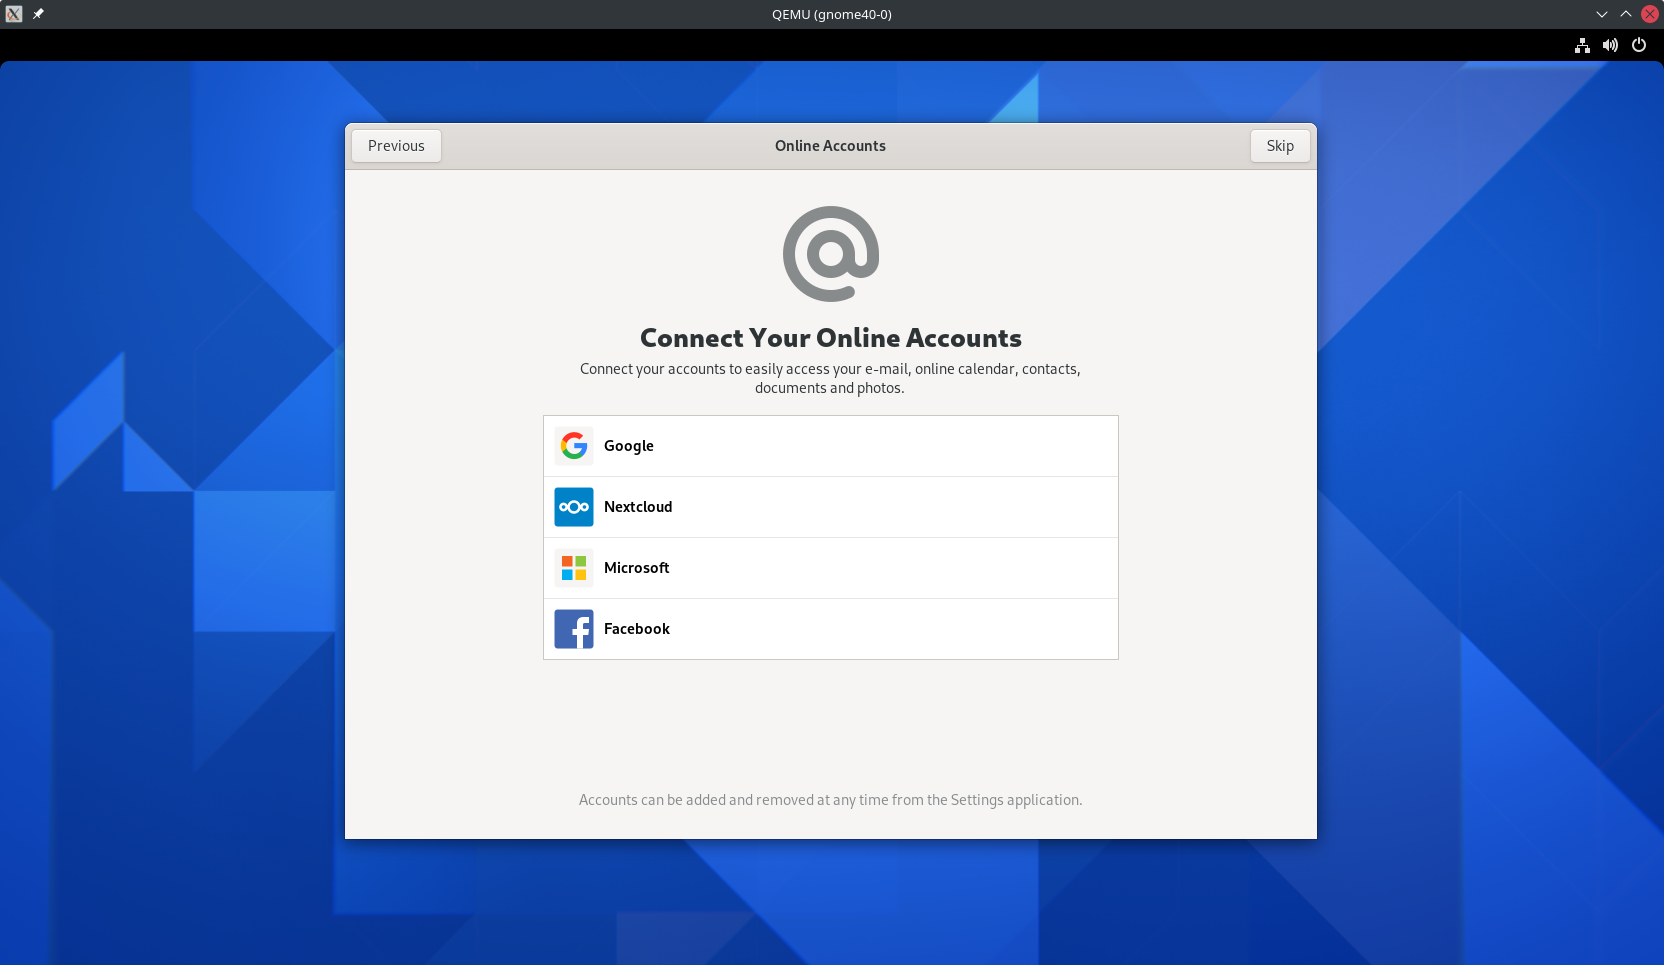 QEMU (gnome40-0)
Previous
Online Accounts
Skip
Connect Your Online Accounts
Connect your accounts to easily access your e-mail, online calendar, contacts,
documents and photos.
Google
Nextcloud
Microsoft
Facebook
Accounts can be added and removed at any time from the Settings application.